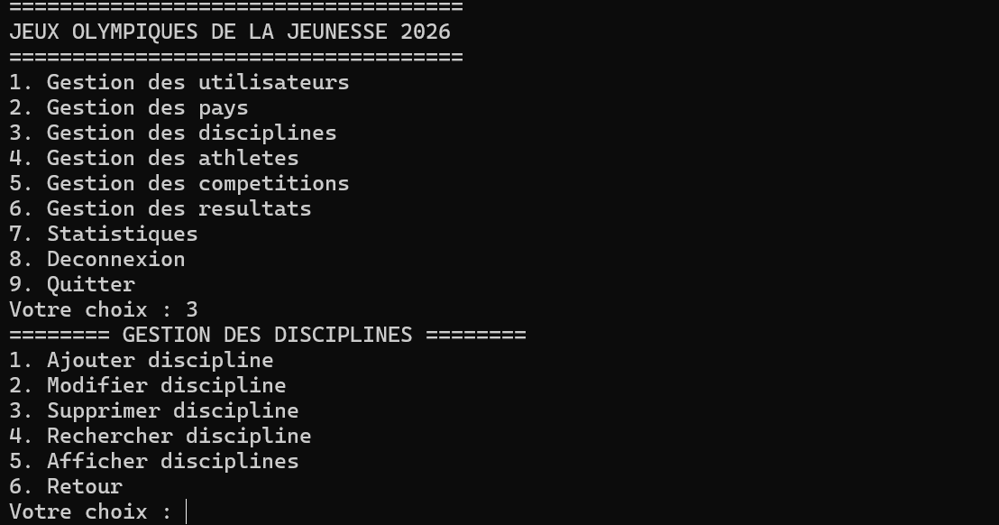 ====================================
JEUX OLYMPIQUES DE LA JEUNESSE 2026
====================================
1. Gestion des utilisateurs
2. Gestion des pays
3. Gestion des disciplines
4. Gestion des athletes
5. Gestion des competitions
6. Gestion des resultats
7. Statistiques
8. Deconnexion
9. Quitter
Votre choix : 3
======== GESTION DES DISCIPLINES ========
1. Ajouter discipline
2. Modifier discipline
3. Supprimer discipline
4. Rechercher discipline
5. Afficher disciplines
6. Retour
Votre choix :